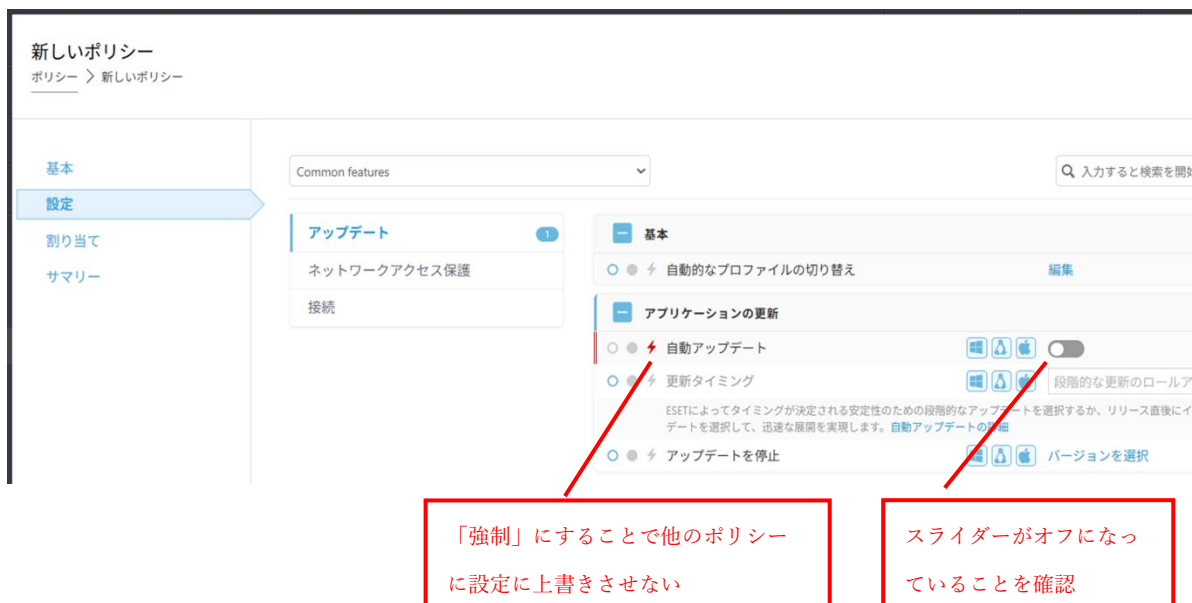 新しいポリシー
ポリシー > 新しいポリシー
基本
設定
割り当て
サマリー
Common features
入力すると検索を開始
アップデート 1
ネットワークアクセス保護
接続
基本
自動的なプロファイルの切り替え 編集
アプリケーションの更新
自動アップデート
更新タイミング 段階的な更新のロールア
ESETによってタイミングが決定される安定性のための段階的なアップデートを選択するか、リリース直後にイ
デートを選択して、迅速な展開を実現します。自動アップデートの詳細
アップデートを停止 バージョンを選択
「強制」にすることで他のポリシー
に設定に上書きさせない
スライダーがオフになっ
ていることを確認